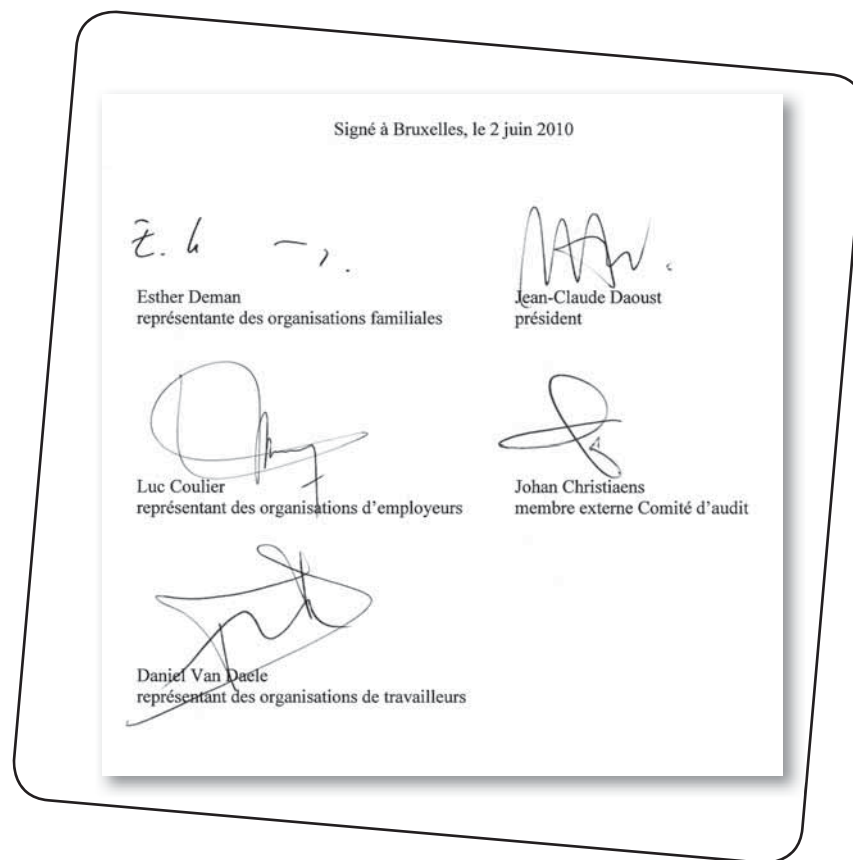 Signé à Bruxelles, le 2 juin 2010
Esther Deman
représentante des organisations familiales
Jean-Claude Daoust
président
Luc Coulier
représentant des organisations d’employeurs
Johan Christiaens
membre externe Comité d’audit
Daniel Van Daele
représentant des organisations de travailleurs